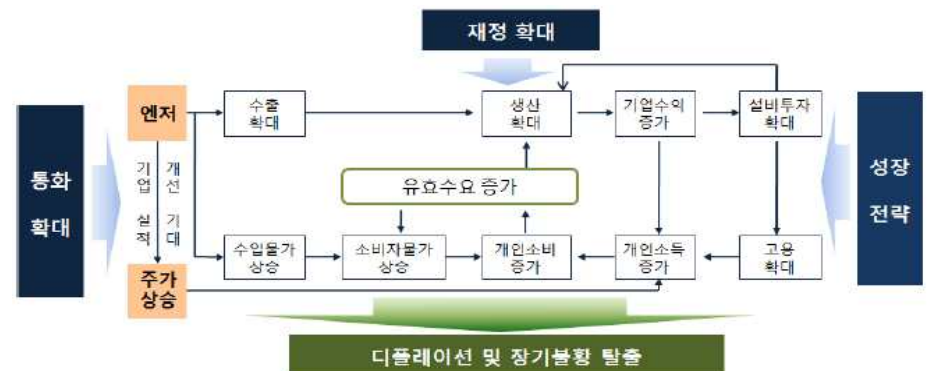 재정 확대
엔저
수출
확대
생산
확대
기업수익
증가
설비투자
확대
통화
확대
기업 실적
개선 기대
유효수요 증가
성장
전략
수입물가
상승
소비자물가
상승
개인소비
증가
개인소득
증가
고용
확대
주가
상승
디플레이션 및 장기불황 탈출